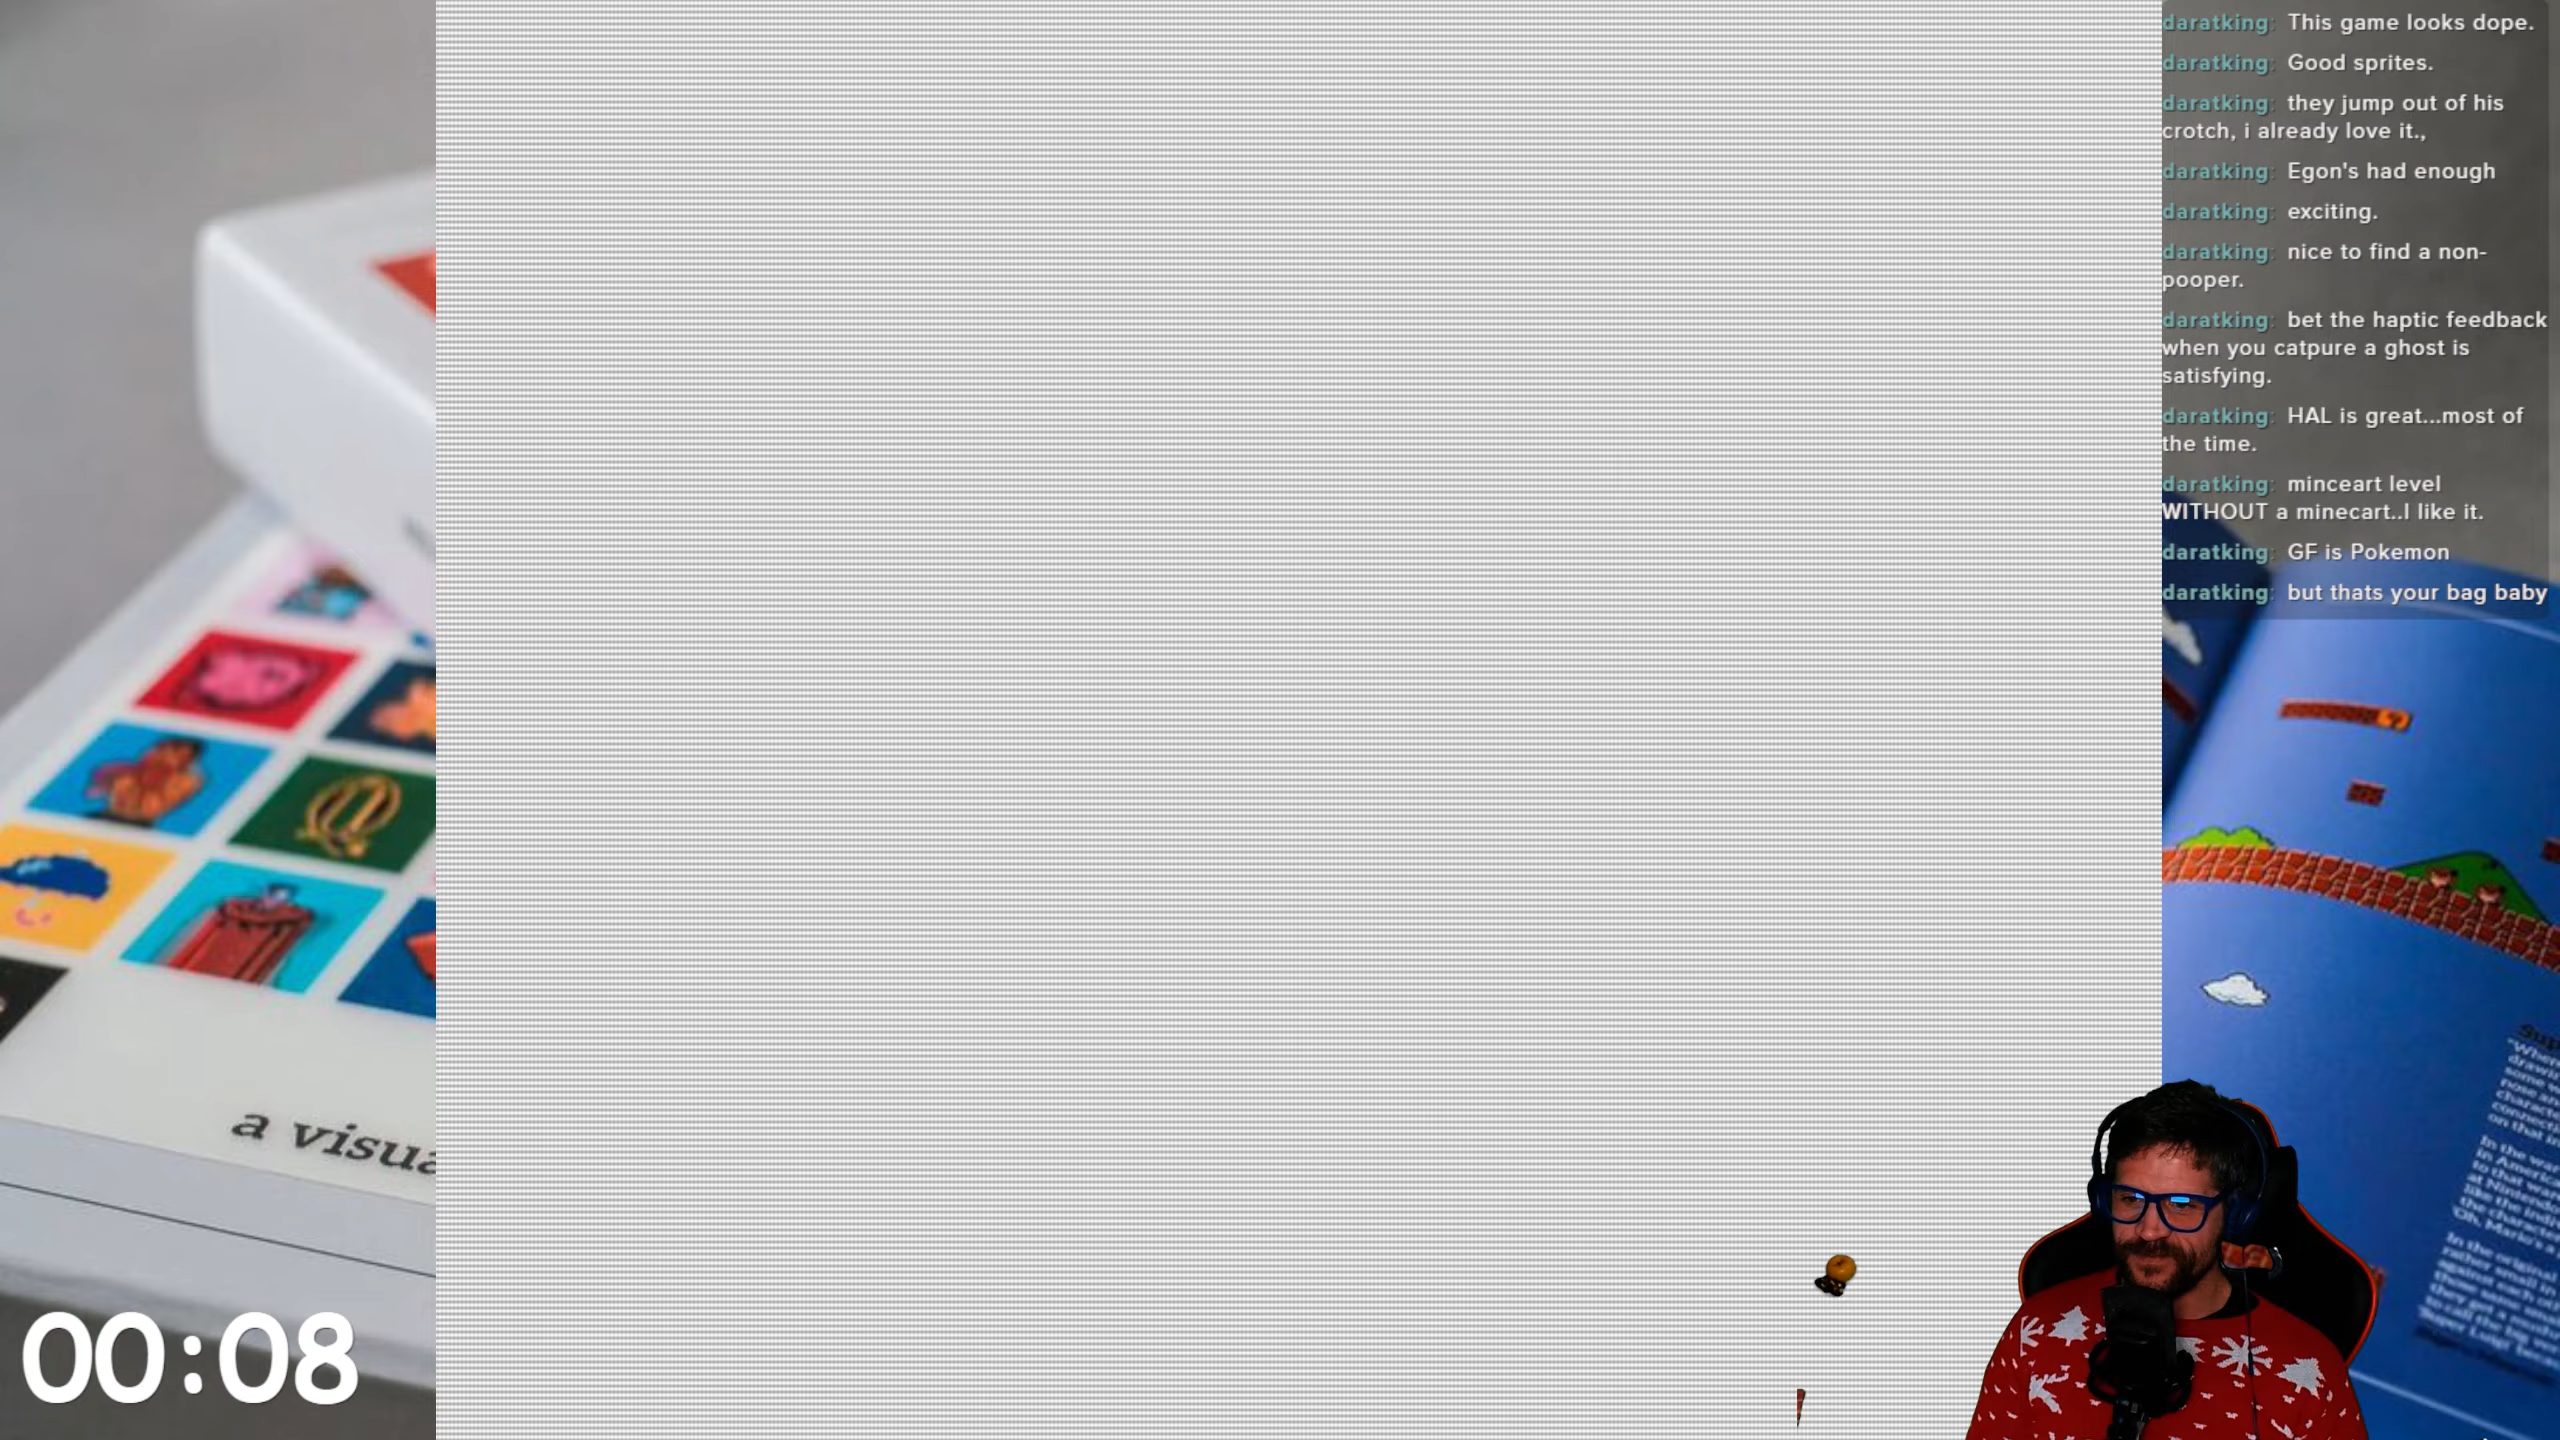 daratking: This game looks dope.
daratking: Good sprites.
daratking: they jump out of his
crotch, i already love it.,
daratking: Egon's had enough
daratking: exciting.
daratking: nice to find a non-
pooper.
daratking: bet the haptic feedback
when you catpure a ghost is
satisfying.
daratking: HAL is great...most of
the time.
daratking: minceart level
WITHOUT a minecart..I like it.
daratking: GF is Pokemon
daratking: but thats your bag baby
a visua
00:08